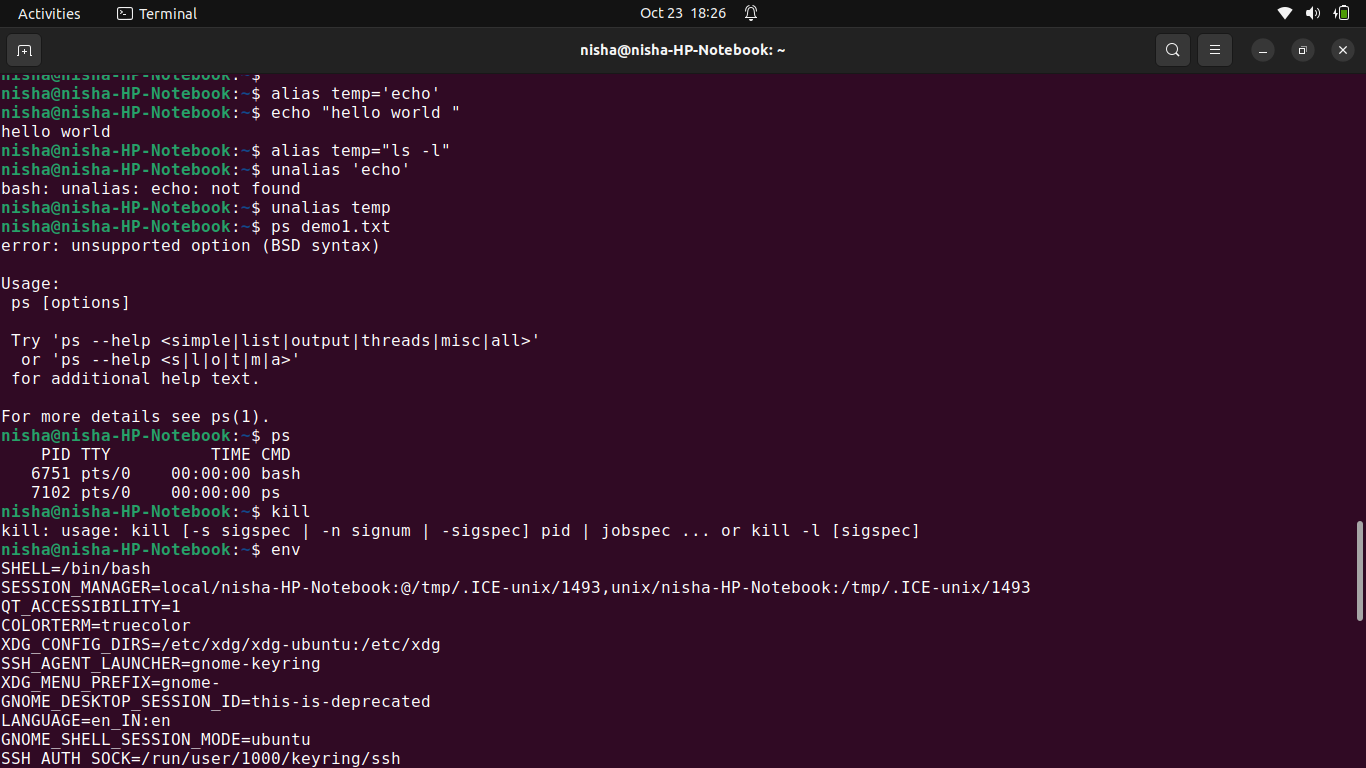 Activities Terminal Oct 23 18:26
nisha@nisha-HP-Notebook: ~
nisha@nisha-HP-Notebook:~$
nisha@nisha-HP-Notebook:~$ alias temp='echo'
nisha@nisha-HP-Notebook:~$ echo "hello world "
hello world
nisha@nisha-HP-Notebook:~$ alias temp="ls -l"
nisha@nisha-HP-Notebook:~$ unalias 'echo'
bash: unalias: echo: not found
nisha@nisha-HP-Notebook:~$ unalias temp
nisha@nisha-HP-Notebook:~$ ps demo1.txt
error: unsupported option (BSD syntax)
Usage:
 ps [options]
 Try 'ps --help <simple|list|output|threads|misc|all>'
  or 'ps --help <s|l|o|t|m|a>'
 for additional help text.
For more details see ps(1).
nisha@nisha-HP-Notebook:~$ ps
    PID TTY          TIME CMD
   6751 pts/0    00:00:00 bash
   7102 pts/0    00:00:00 ps
nisha@nisha-HP-Notebook:~$ kill
kill: usage: kill [-s sigspec | -n signum | -sigspec] pid | jobspec ... or kill -l [sigspec]
nisha@nisha-HP-Notebook:~$ env
SHELL=/bin/bash
SESSION_MANAGER=local/nisha-HP-Notebook:@/tmp/.ICE-unix/1493,unix/nisha-HP-Notebook:/tmp/.ICE-unix/1493
QT_ACCESSIBILITY=1
COLORTERM=truecolor
XDG_CONFIG_DIRS=/etc/xdg/xdg-ubuntu:/etc/xdg
SSH_AGENT_LAUNCHER=gnome-keyring
XDG_MENU_PREFIX=gnome-
GNOME_DESKTOP_SESSION_ID=this-is-deprecated
LANGUAGE=en_IN:en
GNOME_SHELL_SESSION_MODE=ubuntu
SSH_AUTH_SOCK=/run/user/1000/keyring/ssh